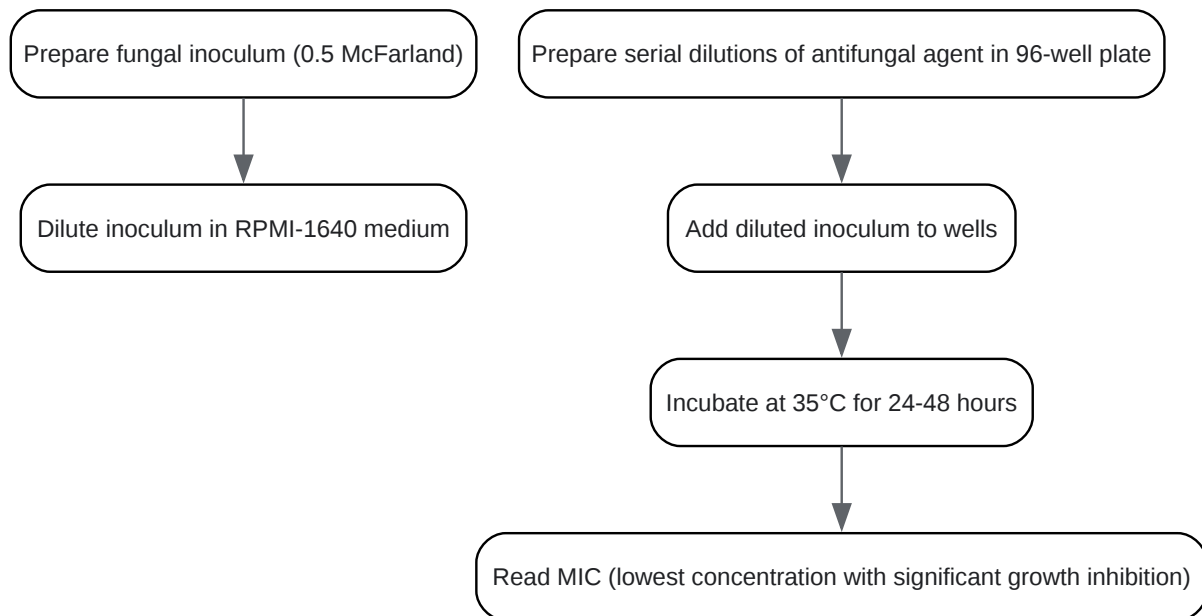 Prepare fungal inoculum (0.5 McFarland)
Prepare serial dilutions of antifungal agent in 96-well plate
Dilute inoculum in RPMI-1640 medium
Add diluted inoculum to wells
Incubate at 35°C for 24-48 hours
Read MIC (lowest concentration with significant growth inhibition)